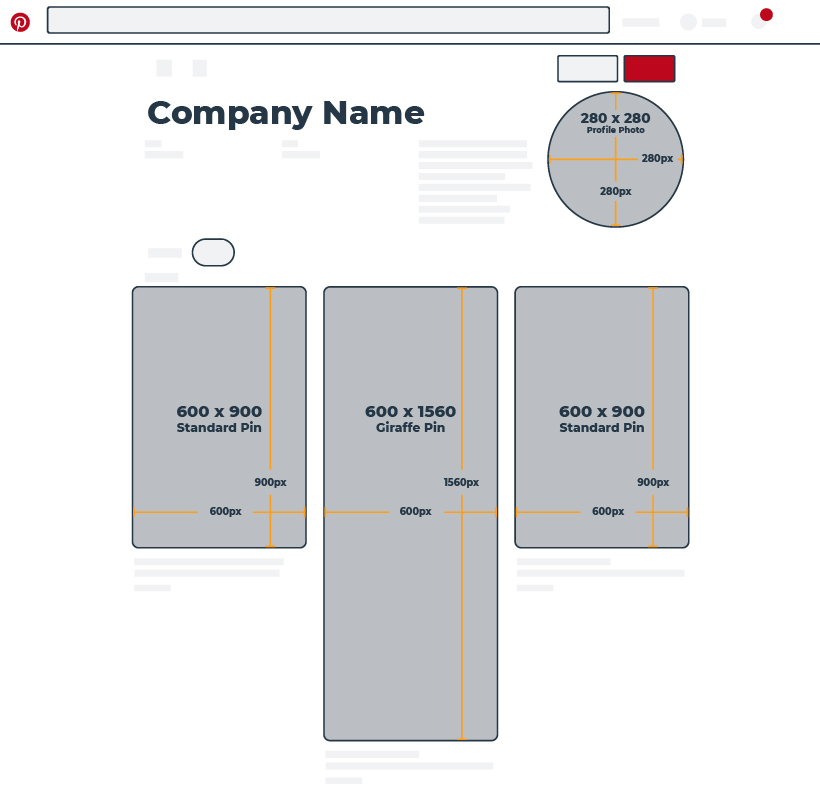 Company Name
280 x 280
Profile Photo
280px
280px
600 x 900
Standard Pin
900px
600px
600 x 1560
Giraffe Pin
1560px
600px
600 x 900
Standard Pin
900px
600px